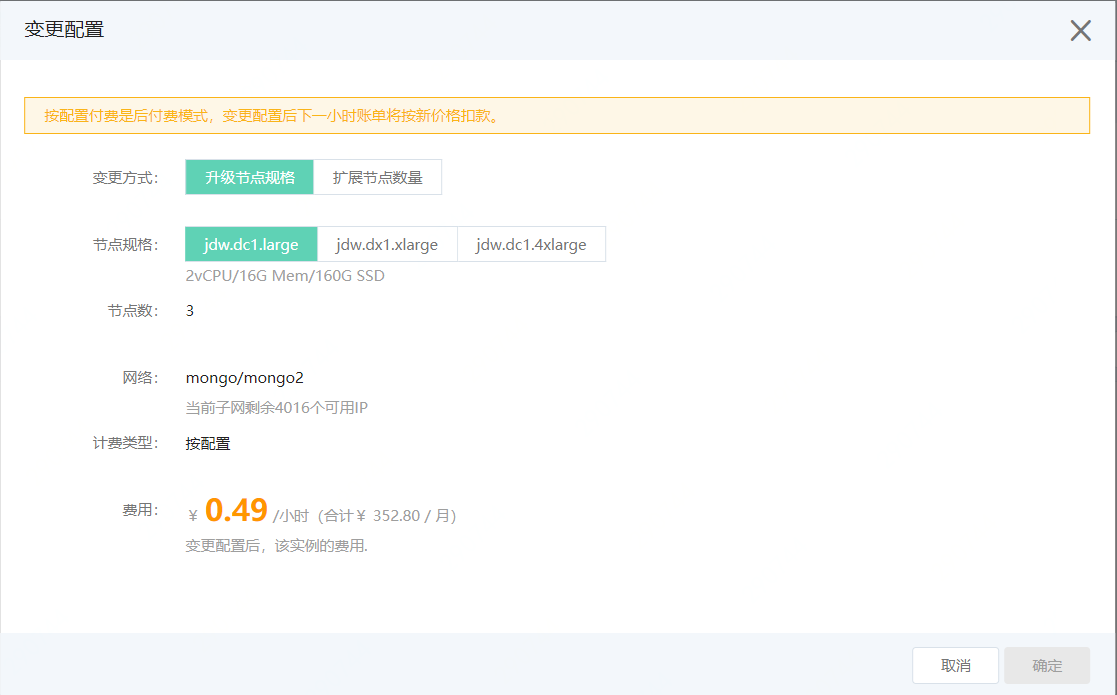 变更配置
按配置付费是后付费模式，变更配置后下一小时账单将按新价格扣款。
变更方式： 升级节点规格 扩展节点数量
节点规格： jdw.dc1.large jdw.dx1.xlarge jdw.dc1.4xlarge
2vCPU/16G Mem/160G SSD
节点数： 3
网络： mongo/mongo2
当前子网剩余4016个可用IP
计费类型： 按配置
费用： ¥ 0.49 /小时（合计¥ 352.80 / 月）
变更配置后，该实例的费用.
取消 确定